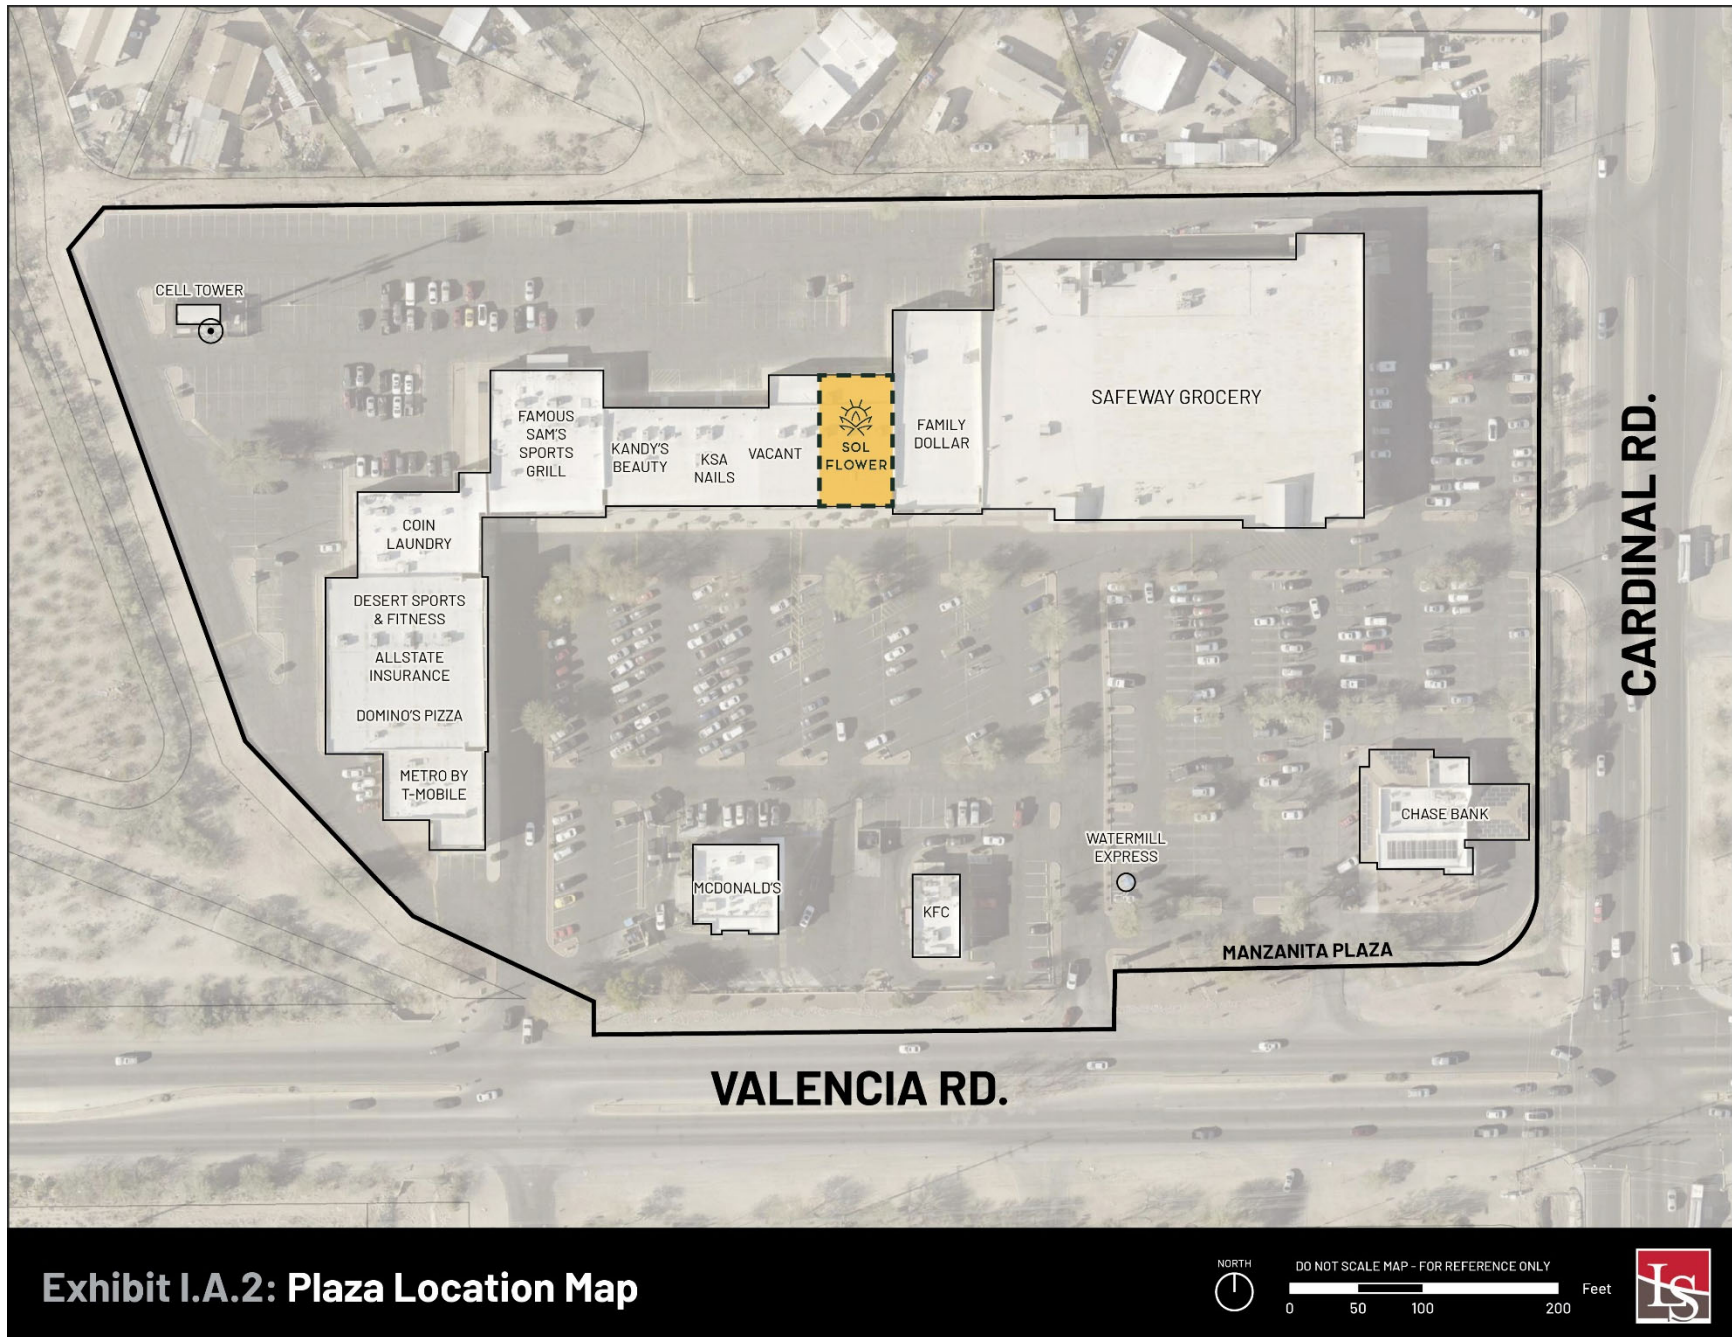 CELL TOWER
SAFEWAY GROCERY
FAMOUS
SAM'S
SPORTS
GRILL
KANDY'S
BEAUTY
KSA
NAILS
VACANT
SOL
FLOWER
FAMILY
DOLLAR
COIN
LAUNDRY
DESERT SPORTS
& FITNESS
ALLSTATE
INSURANCE
DOMINO'S PIZZA
METRO BY
T-MOBILE
MCDONALD'S
KFC
WATERMILL
EXPRESS
CHASE BANK
MANZANITA PLAZA
CARDINAL RD.
VALENCIA RD.
Exhibit I.A.2: Plaza Location Map
NORTH
DO NOT SCALE MAP - FOR REFERENCE ONLY
Feet
0 50 100 200
LS